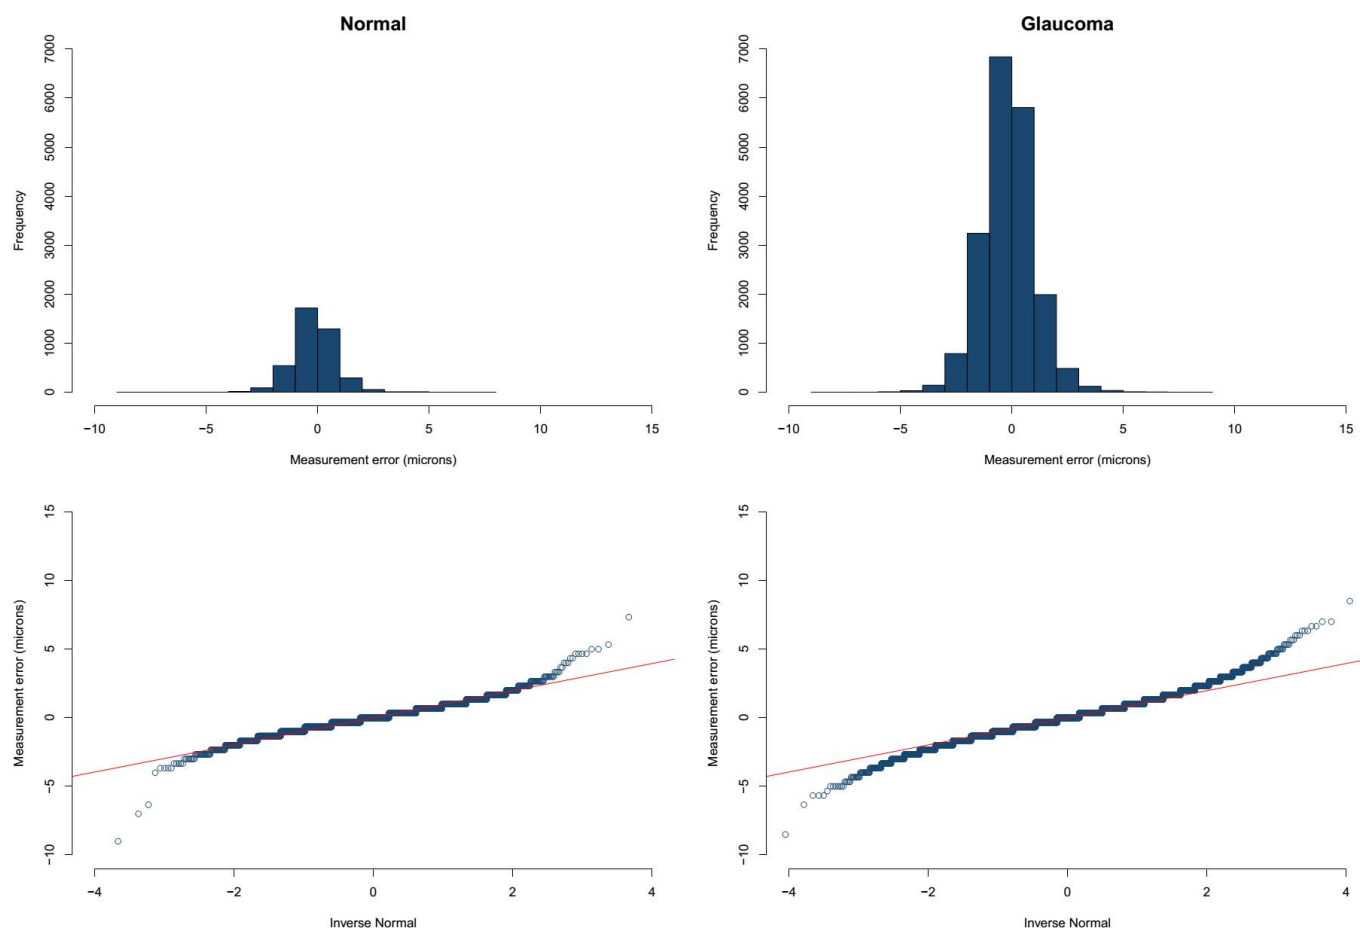 Normal
Glaucoma
7000
6000
5000
4000
3000
2000
1000
0
Frequency
−10 −5 0 5 10 15
Measurement error (microns)
7000
6000
5000
4000
3000
2000
1000
0
Frequency
−10 −5 0 5 10 15
Measurement error (microns)
15
10
5
0
−5
−10
Measurement error (microns)
−4 −2 0 2 4
Inverse Normal
15
10
5
0
−5
−10
Measurement error (microns)
−4 −2 0 2 4
Inverse Normal